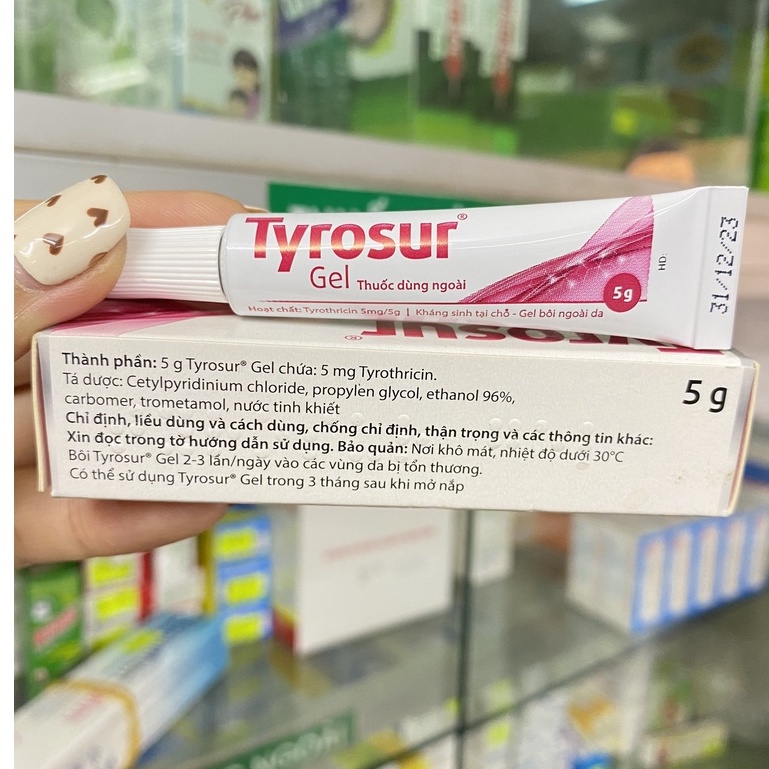 Tyrosur®
Gel Thuốc dùng ngoài
5g
Hoạt chất: Tyrothricin 5mg/5g | Kháng sinh tại chỗ - Gel bôi ngoài da
HD:
31/12/23
Tyrosur®
Thành phần: 5 g Tyrosur® Gel chứa: 5 mg Tyrothricin.
Tá dược: Cetylpyridinium chloride, propylen glycol, ethanol 96%,
carbomer, trometamol, nước tinh khiết
Chỉ định, liều dùng và cách dùng, chống chỉ định, thận trọng và các thông tin khác:
Xin đọc trong tờ hướng dẫn sử dụng. Bảo quản: Nơi khô mát, nhiệt độ dưới 30°C
Bôi Tyrosur® Gel 2-3 lần/ngày vào các vùng da bị tổn thương.
Có thể sử dụng Tyrosur® Gel trong 3 tháng sau khi mở nắp
5 g